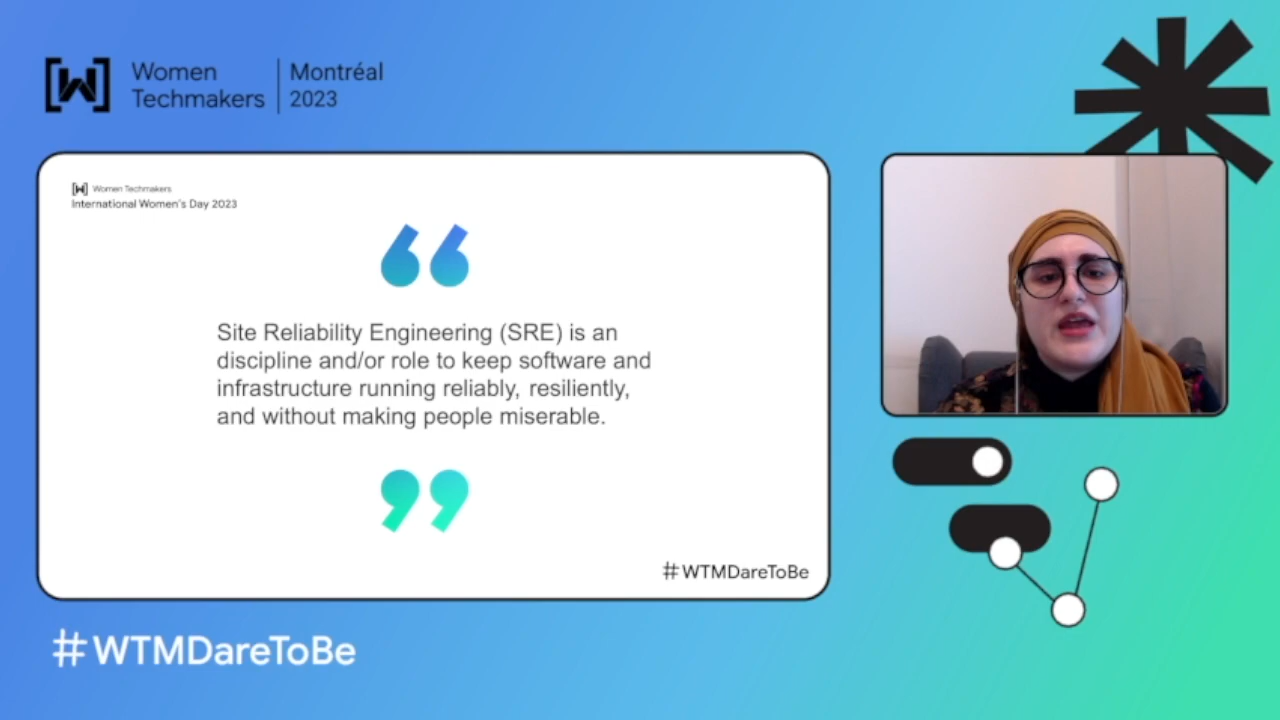 Women
Techmakers
Montréal
2023
Women Techmakers
International Women's Day 2023
“
Site Reliability Engineering (SRE) is an
discipline and/or role to keep software and
infrastructure running reliably, resiliently,
and without making people miserable.
”
#WTMDareToBe
#WTMDareToBe